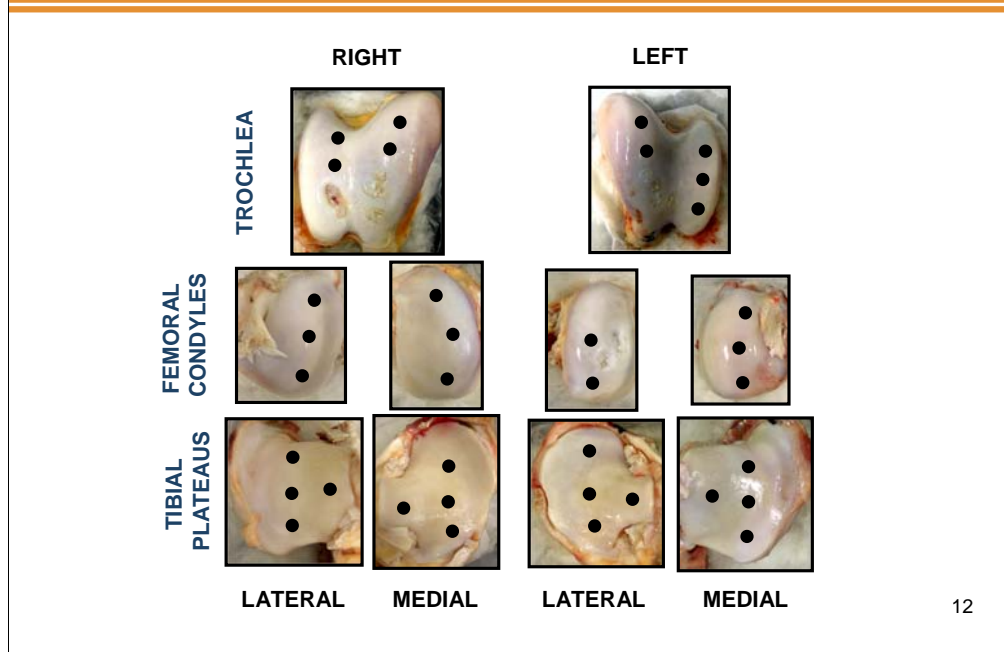 RIGHT
LEFT
TROCHLEA
FEMORAL
CONDYLES
TIBIAL
PLATEAUS
LATERAL
MEDIAL
LATERAL
MEDIAL
12